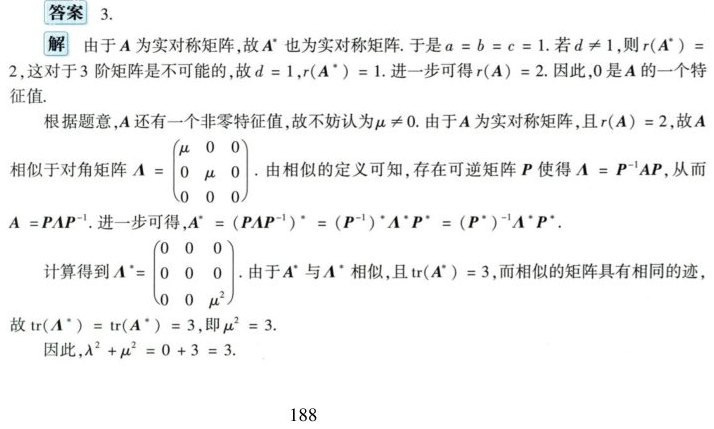 答案 3.
解 由于 A 为实对称矩阵,故 A* 也为实对称矩阵. 于是 a = b = c = 1. 若 d ≠ 1,则 r(A*) =
2,这对于 3 阶矩阵是不可能的,故 d = 1,r(A*) = 1. 进一步可得 r(A) = 2. 因此,0 是 A 的一个特
征值.
根据题意,A 还有一个非零特征值,故不妨认为 μ ≠ 0. 由于 A 为实对称矩阵,且 r(A) = 2,故 A
相似于对角矩阵 Λ = (μ 0 0; 0 μ 0; 0 0 0). 由相似的定义可知,存在可逆矩阵 P 使得 Λ = P⁻¹AP,从而
A = PΛP⁻¹. 进一步可得,A* = (PΛP⁻¹)* = (P⁻¹)*Λ*P* = (P*)⁻¹Λ*P*.
计算得到 Λ* = (0 0 0; 0 0 0; 0 0 μ²). 由于 A* 与 Λ* 相似,且 tr(A*) = 3,而相似的矩阵具有相同的迹,
故 tr(Λ*) = tr(A*) = 3,即 μ² = 3.
因此,λ² + μ² = 0 + 3 = 3.
188